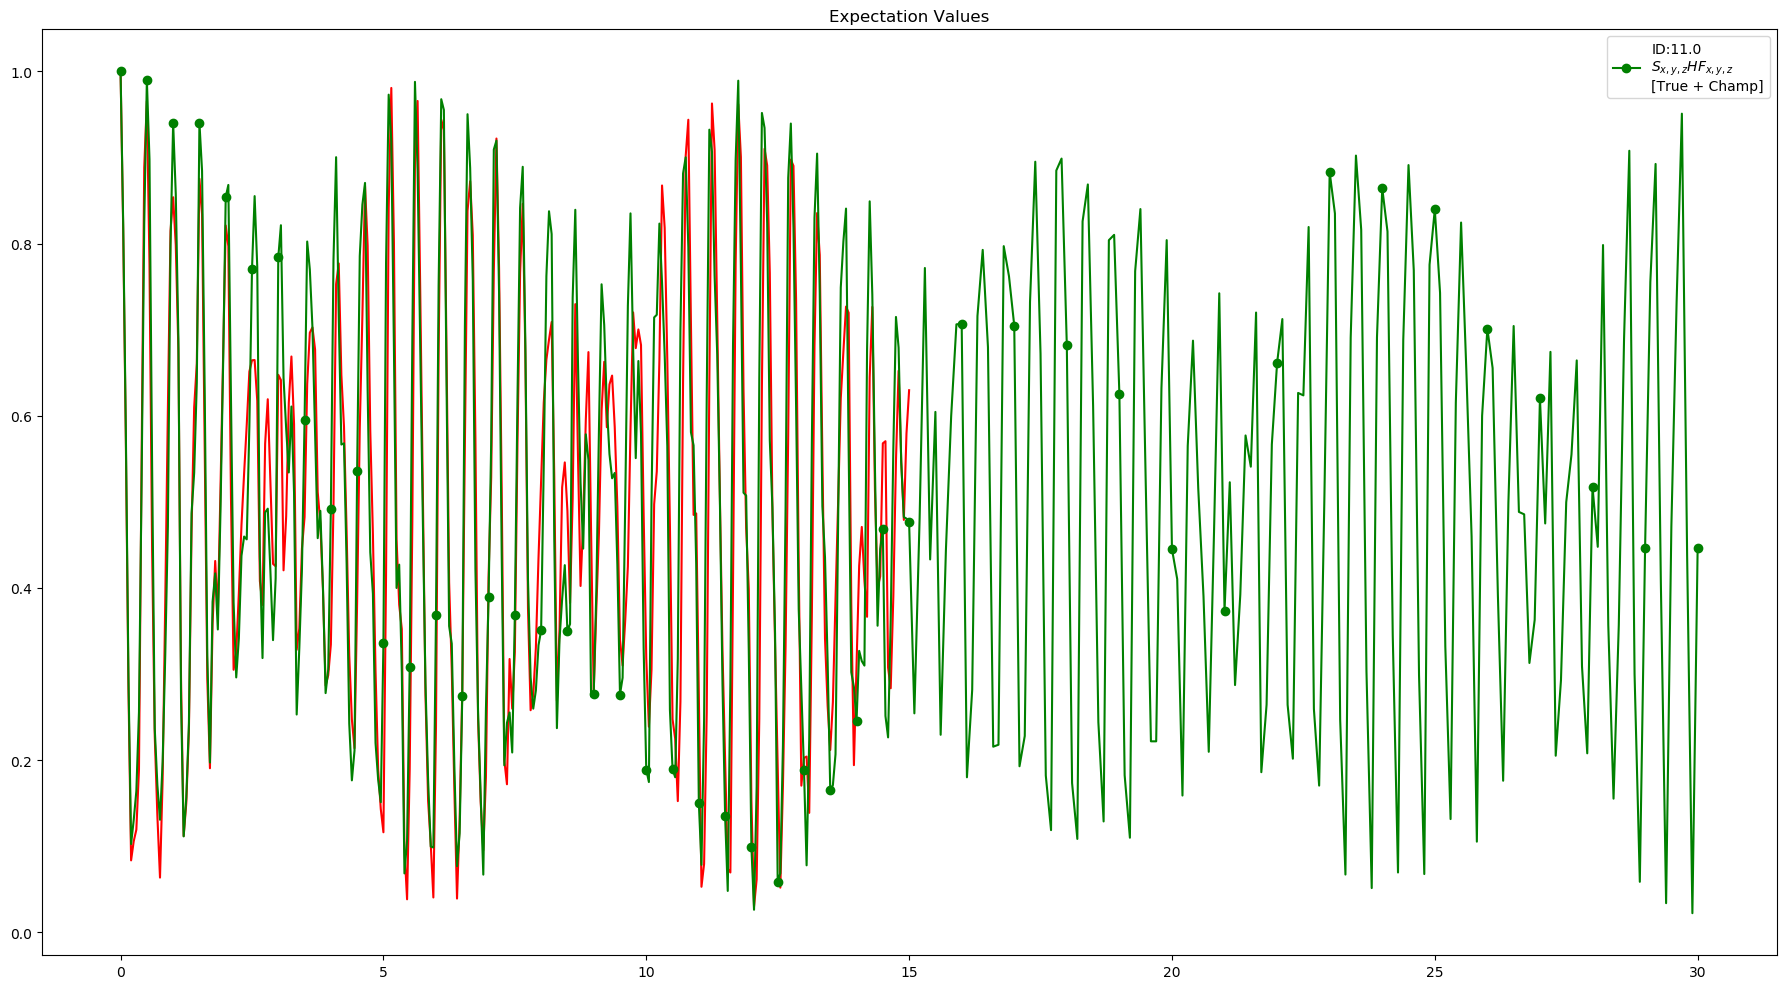 Expectation Values
ID:11.0
S_{x,y,z}HF_{x,y,z}
[True + Champ]
1.0
0.8
0.6
0.4
0.2
0.0
0 5 10 15 20 25 30